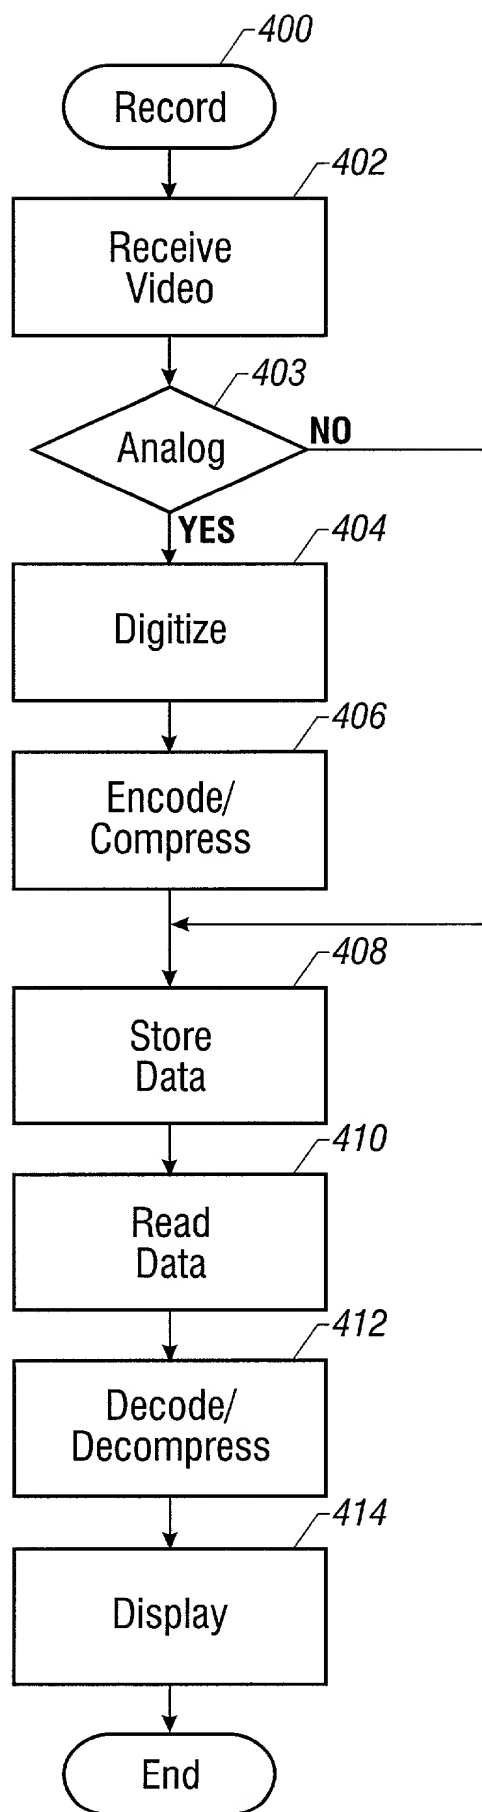 400
Record
402
Receive
Video
403
Analog
NO
YES
404
Digitize
406
Encode/
Compress
408
Store
Data
410
Read
Data
412
Decode/
Decompress
414
Display
End